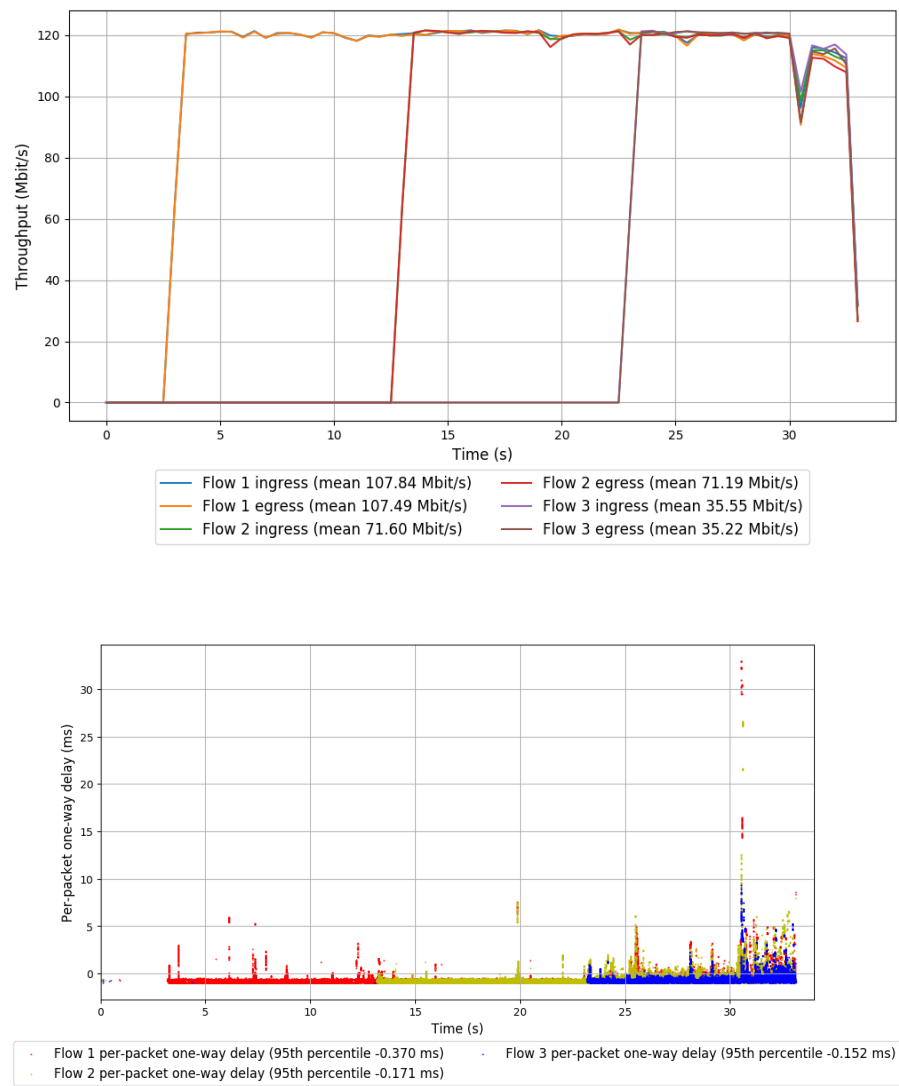 120
100
80
60
40
20
0
Throughput (Mbit/s)
0 5 10 15 20 25 30
Time (s)
Flow 1 ingress (mean 107.84 Mbit/s) Flow 2 egress (mean 71.19 Mbit/s)
Flow 1 egress (mean 107.49 Mbit/s) Flow 3 ingress (mean 35.55 Mbit/s)
Flow 2 ingress (mean 71.60 Mbit/s) Flow 3 egress (mean 35.22 Mbit/s)
30
25
20
15
10
5
0
Per-packet one-way delay (ms)
0 5 10 15 20 25 30
Time (s)
Flow 1 per-packet one-way delay (95th percentile -0.370 ms) Flow 3 per-packet one-way delay (95th percentile -0.152 ms)
Flow 2 per-packet one-way delay (95th percentile -0.171 ms)